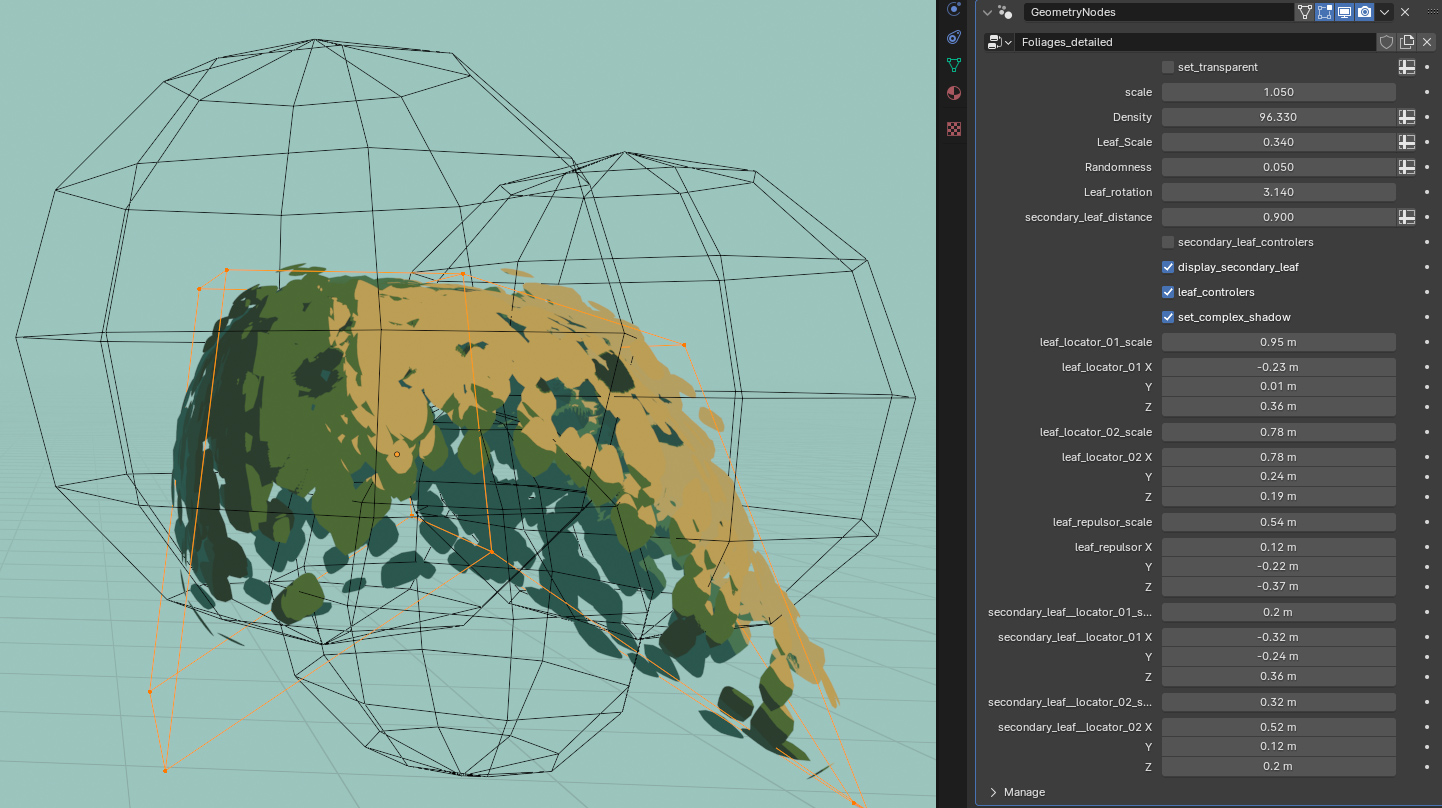 GeometryNodes
Foliages_detailed
set_transparent
scale 1.050
Density 96.330
Leaf_Scale 0.340
Randomness 0.050
Leaf_rotation 3.140
secondary_leaf_distance 0.900
secondary_leaf_controlers
display_secondary_leaf
leaf_controlers
set_complex_shadow
leaf_locator_01_scale 0.95 m
leaf_locator_01 X -0.23 m
Y 0.01 m
Z 0.36 m
leaf_locator_02_scale 0.78 m
leaf_locator_02 X 0.78 m
Y 0.24 m
Z 0.19 m
leaf_repulsor_scale 0.54 m
leaf_repulsor X 0.12 m
Y -0.22 m
Z -0.37 m
secondary_leaf__locator_01_s... 0.2 m
secondary_leaf__locator_01 X -0.32 m
Y -0.24 m
Z 0.36 m
secondary_leaf__locator_02_s... 0.32 m
secondary_leaf__locator_02 X 0.52 m
Y 0.12 m
Z 0.2 m
Manage